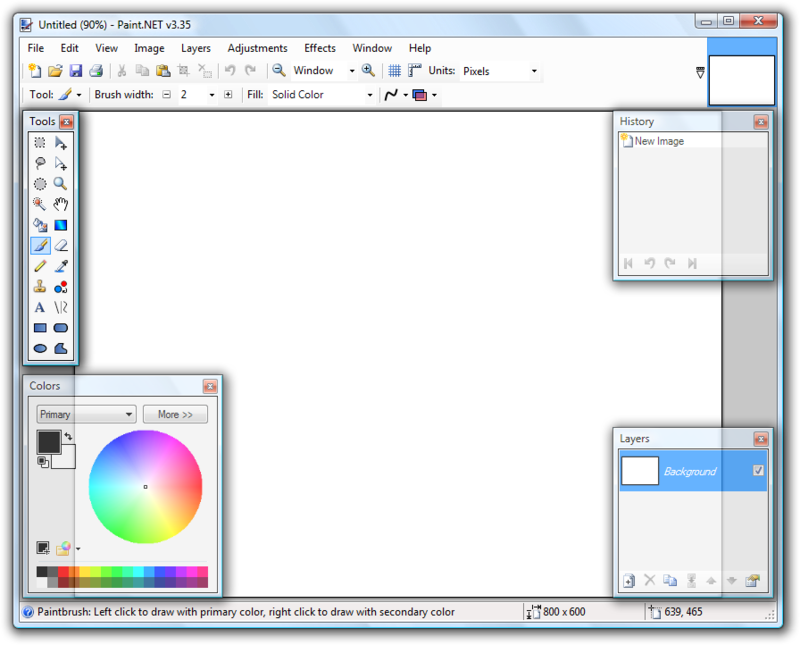 Untitled (90%) - Paint.NET v3.35
File Edit View Image Layers Adjustments Effects Window Help
Window Units: Pixels
Tool: Brush width: 2 Fill: Solid Color
Tools
History
New Image
A
Colors
Primary More >>
Layers
Background
Paintbrush: Left click to draw with primary color, right click to draw with secondary color 800 x 600 639, 465